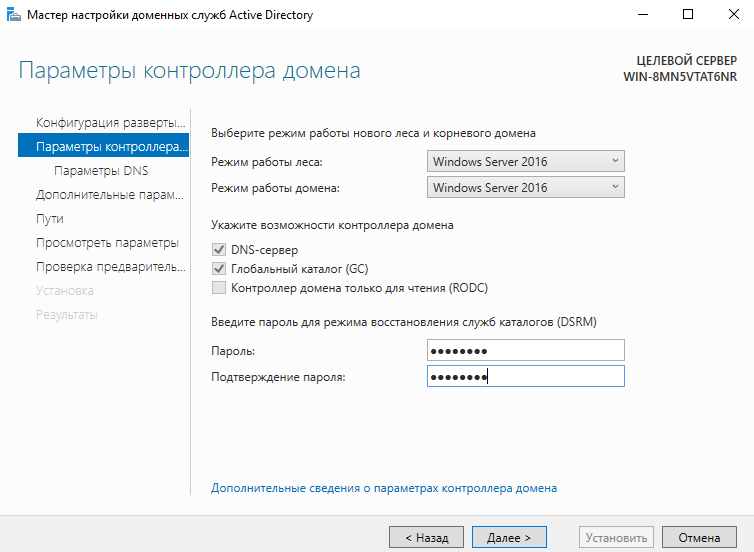 Мастер настройки доменных служб Active Directory
Параметры контроллера домена
ЦЕЛЕВОЙ СЕРВЕР
WIN-8MN5VTAT6NR
Конфигурация разверты...
Параметры контроллера...
Параметры DNS
Дополнительные парам...
Пути
Просмотреть параметры
Проверка предваритель...
Установка
Результаты
Выберите режим работы нового леса и корневого домена
Режим работы леса: Windows Server 2016
Режим работы домена: Windows Server 2016
Укажите возможности контроллера домена
DNS-сервер
Глобальный каталог (GC)
Контроллер домена только для чтения (RODC)
Введите пароль для режима восстановления служб каталогов (DSRM)
Пароль: ●●●●●●●●
Подтверждение пароля: ●●●●●●●●
Дополнительные сведения о параметрах контроллера домена
< Назад Далее > Установить Отмена